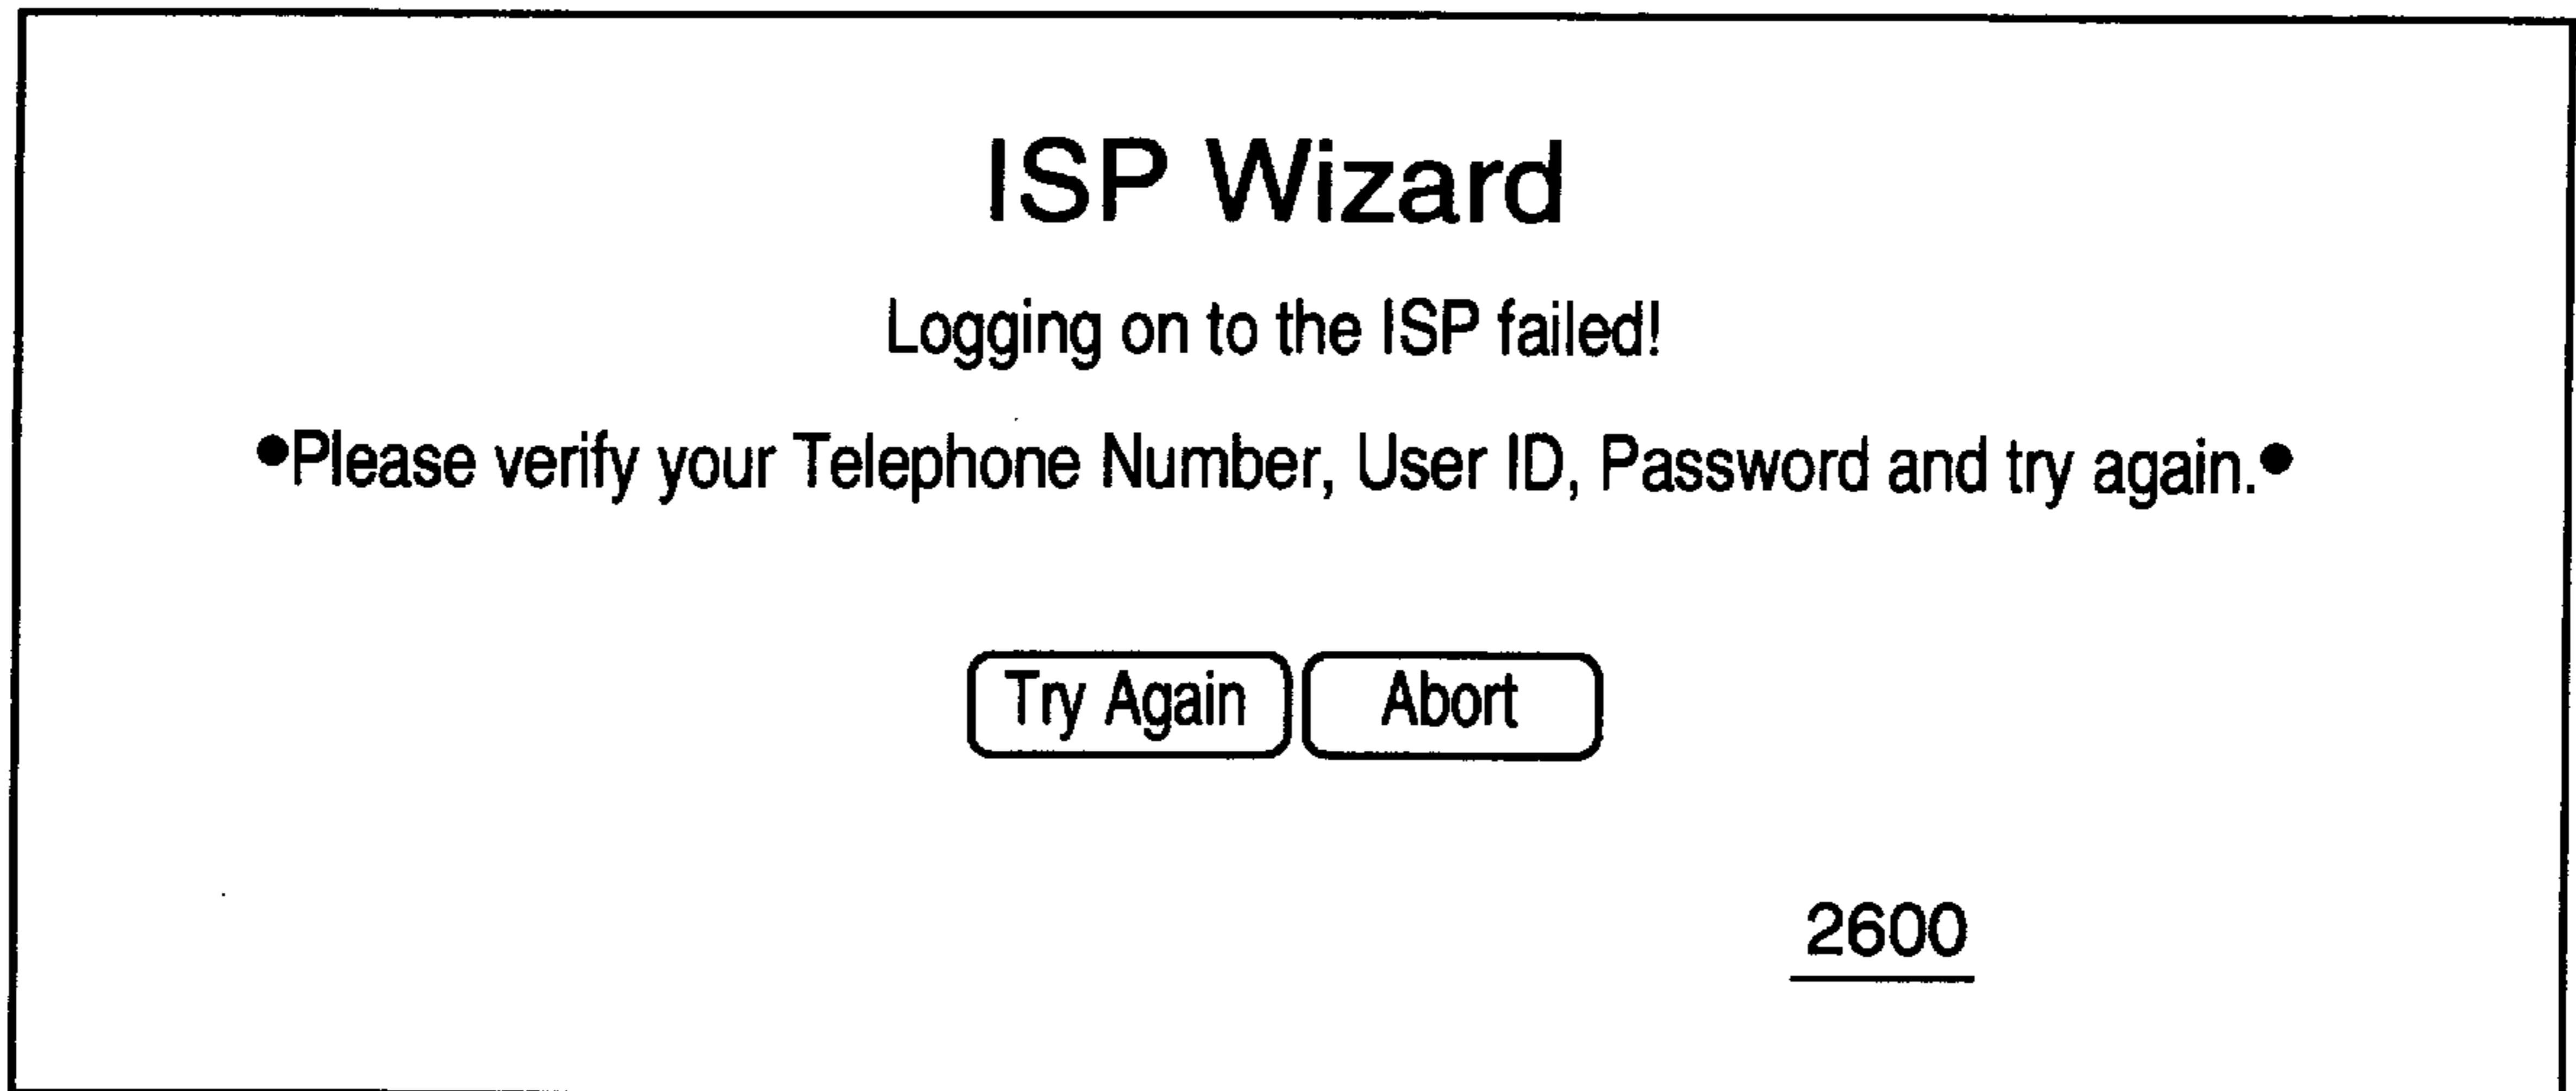 ISP Wizard
Logging on to the ISP failed!
•Please verify your Telephone Number, User ID, Password and try again.•
Try Again Abort
2600